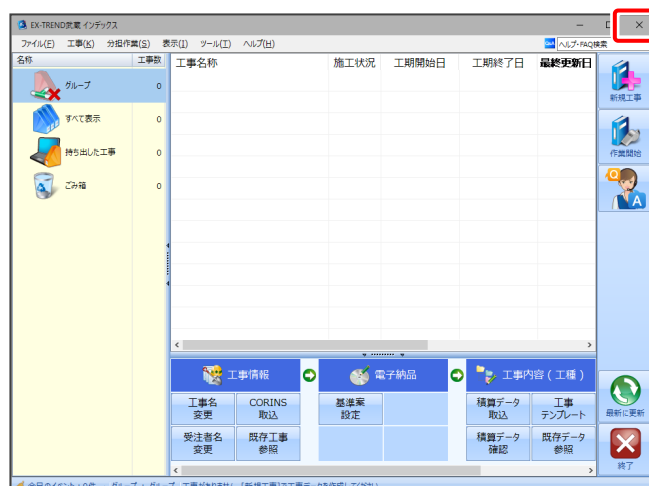 EX-TREND武蔵 インデックス
ファイル(F) 工事(K) 分担作業(S) 表示(I) ツール(T) ヘルプ(H) ヘルプ・FAQ検索
名称 工事数
グループ 0
すべて表示 0
持ち出した工事 0
ごみ箱 0
工事名称 施工状況 工期開始日 工期終了日 最終更新日
新規工事
作業開始
Q A
工事情報 電子納品 工事内容(工種)
工事名
変更
CORINS
取込
基準案
設定
積算データ
取込
工事
テンプレート
受注者名
変更
既存工事
参照
積算データ
確認
既存データ
参照
最新に更新
終了
今日のイベント:0件